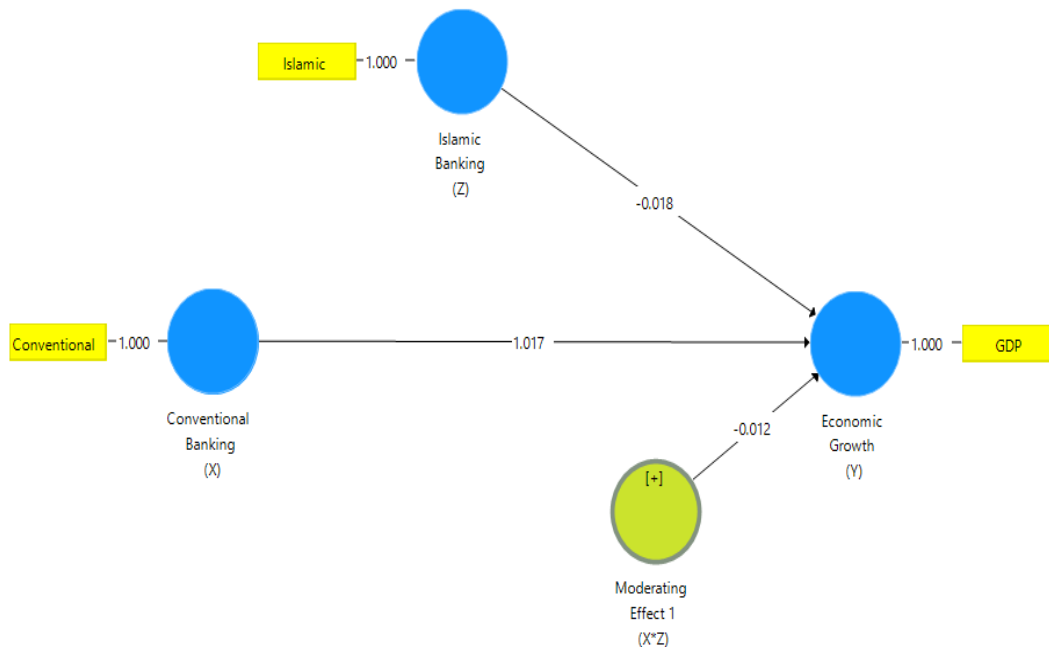 Islamic
1.000
Islamic
Banking
(Z)
-0.018
Conventional
1.000
1.017
1.000
GDP
Conventional
Banking
(X)
Economic
Growth
(Y)
-0.012
[+]
Moderating
Effect 1
(X*Z)